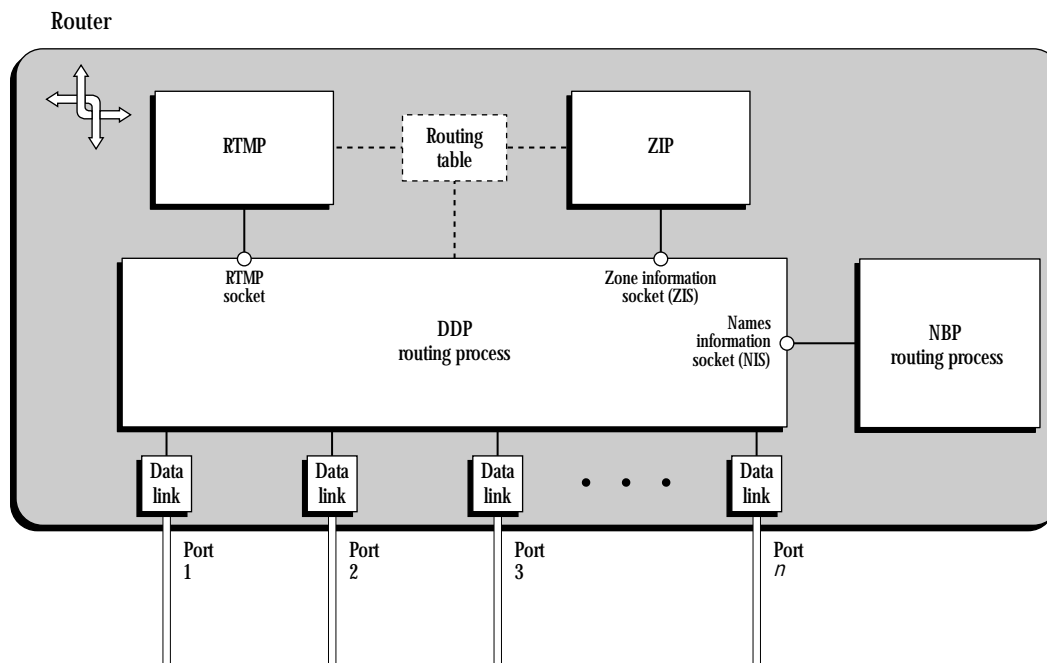 Router
RTMP
Routing
table
ZIP
RTMP
socket
Zone information
socket (ZIS)
DDP
routing process
Names
information
socket (NIS)
NBP
routing process
Data
link
Data
link
Data
link
• • •
Data
link
Port
1
Port
2
Port
3
Port
n